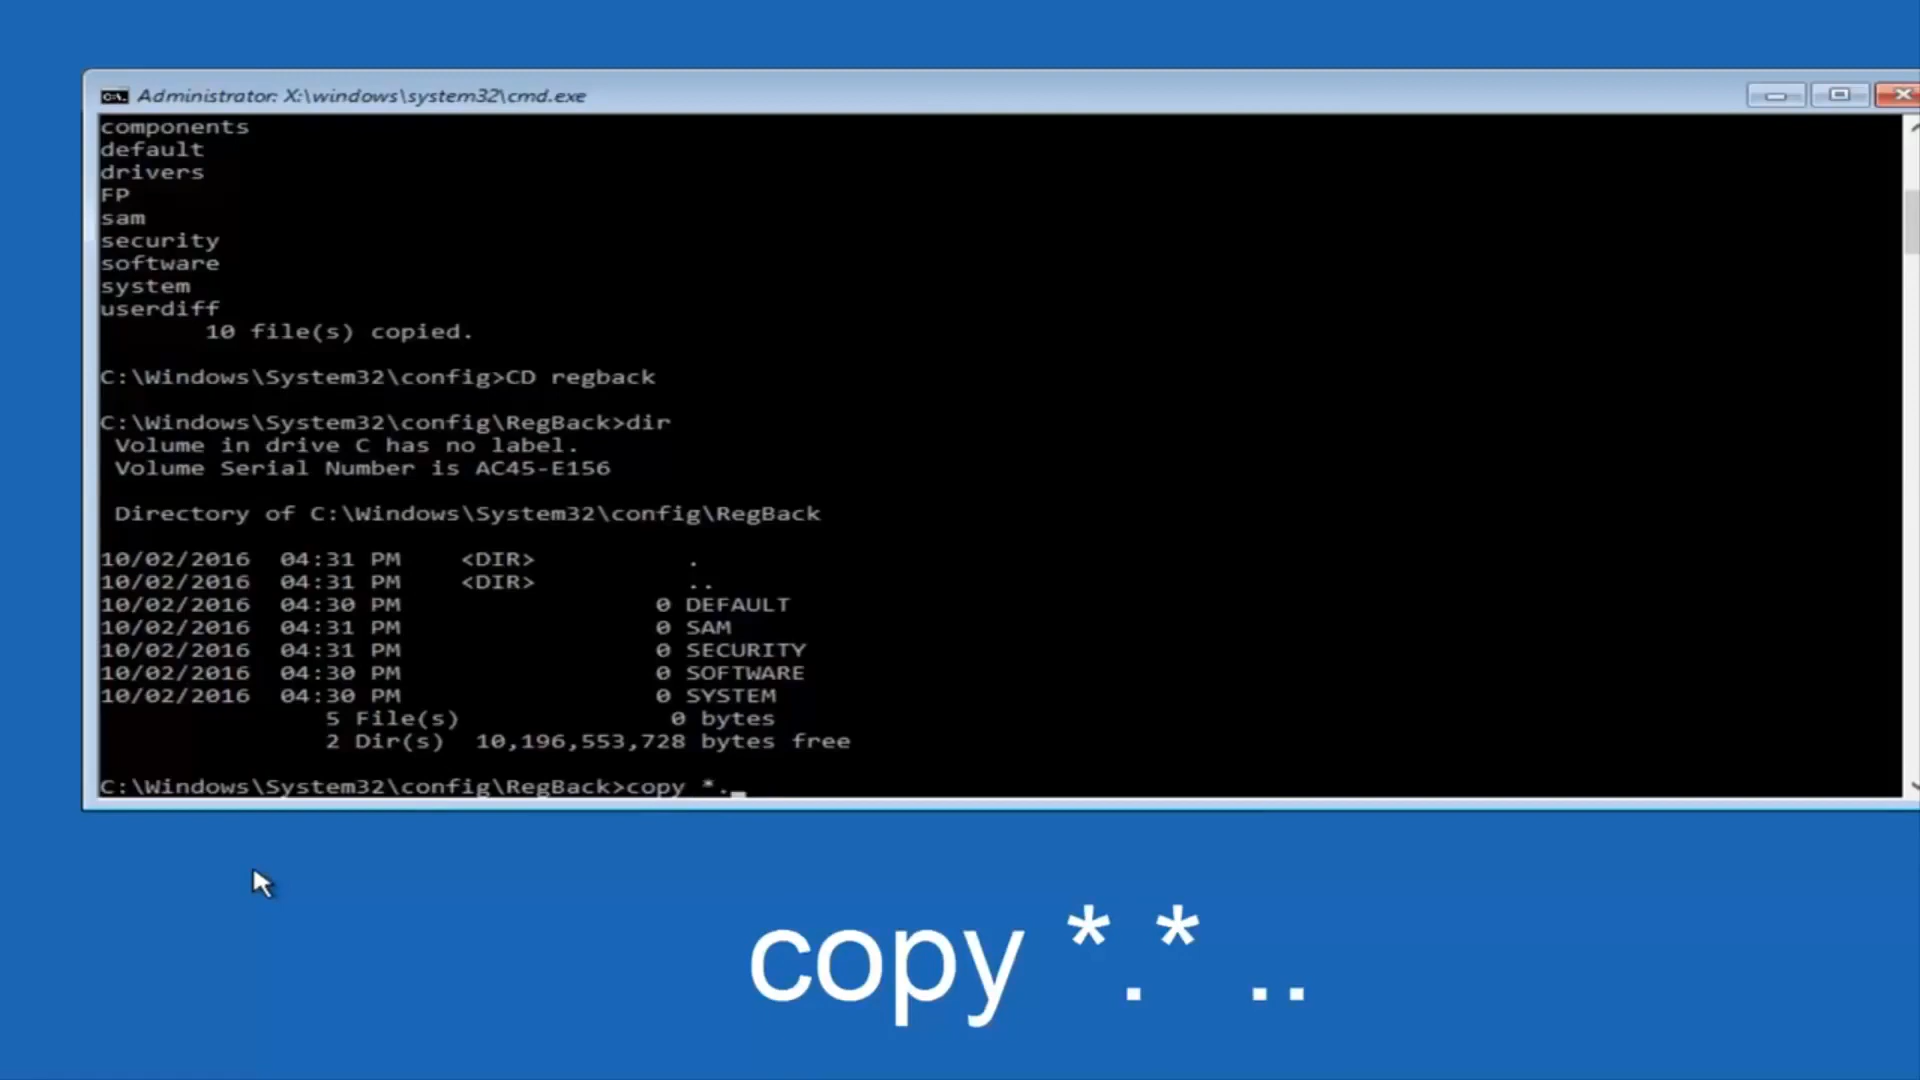 Administrator: X:\windows\system32\cmd.exe
components
default
drivers
FP
sam
security
software
system
userdiff
10 file(s) copied.
C:\Windows\System32\config>CD regback
C:\Windows\System32\config\RegBack>dir
Volume in drive C has no label.
Volume Serial Number is AC45-E156
Directory of C:\Windows\System32\config\RegBack
10/02/2016 04:31 PM <DIR> .
10/02/2016 04:31 PM <DIR> ..
10/02/2016 04:30 PM 0 DEFAULT
10/02/2016 04:31 PM 0 SAM
10/02/2016 04:31 PM 0 SECURITY
10/02/2016 04:30 PM 0 SOFTWARE
10/02/2016 04:30 PM 0 SYSTEM
5 File(s) 0 bytes
2 Dir(s) 10,196,553,728 bytes free
C:\Windows\System32\config\RegBack>copy *._
copy *.* ..